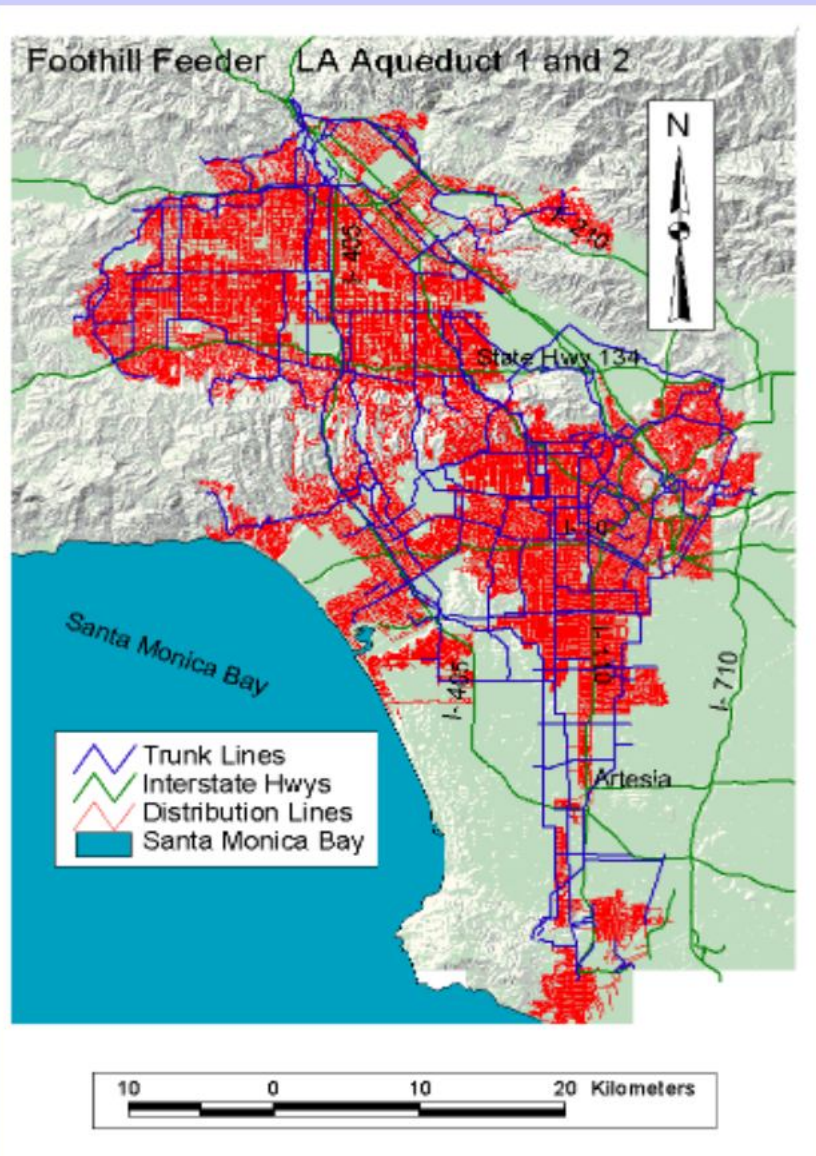 Foothill Feeder LA Aqueduct 1 and 2
N
I-405
I-210
State Hwy 134
I-10
Santa Monica Bay
I-110
I-405
I-710
Trunk Lines
Interstate Hwys
Distribution Lines
Santa Monica Bay
Artesia
10 0 10 20 Kilometers